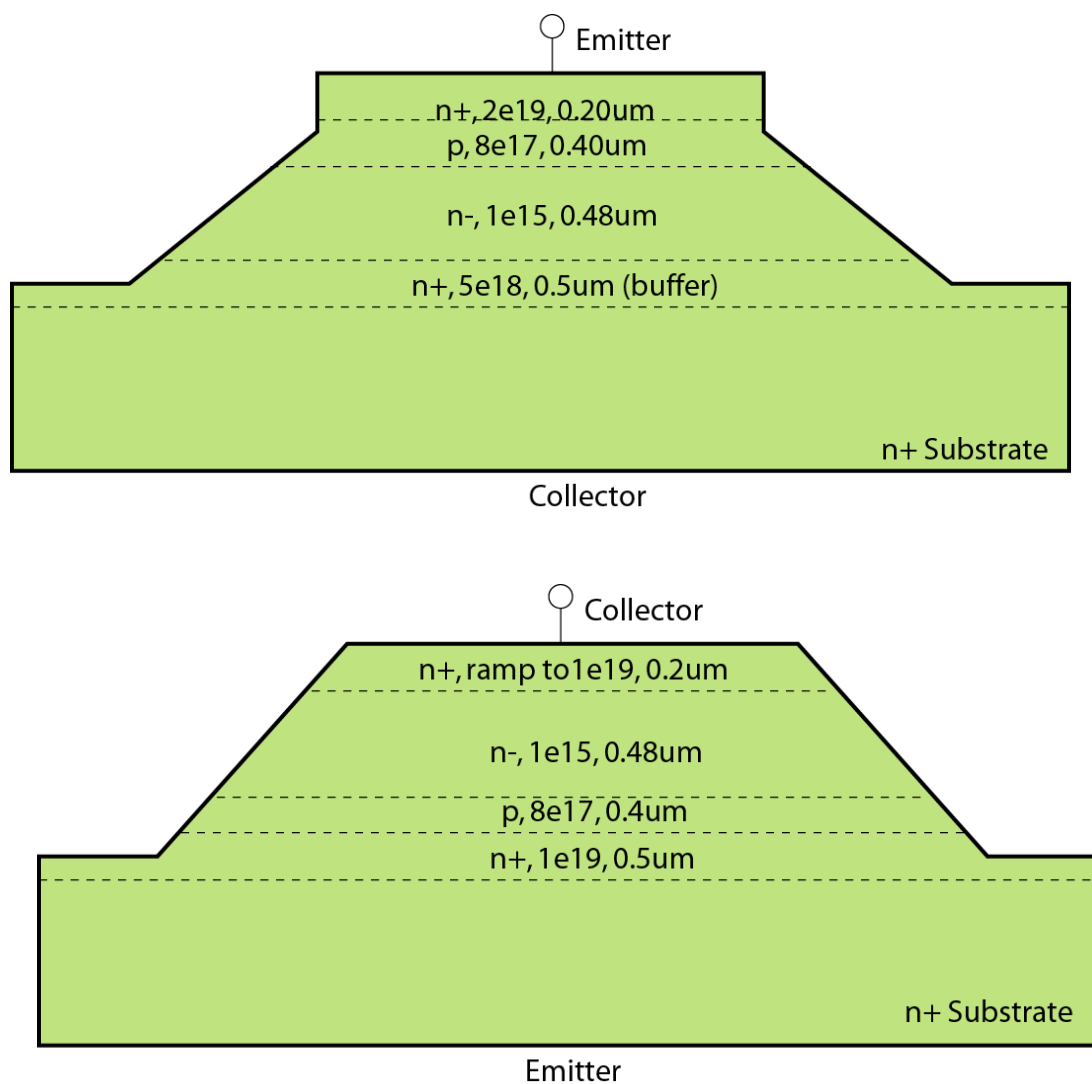 Emitter
n+, 2e19, 0.20um
p, 8e17, 0.40um
n-, 1e15, 0.48um
n+, 5e18, 0.5um (buffer)
n+ Substrate
Collector
Collector
n+, ramp to1e19, 0.2um
n-, 1e15, 0.48um
p, 8e17, 0.4um
n+, 1e19, 0.5um
n+ Substrate
Emitter